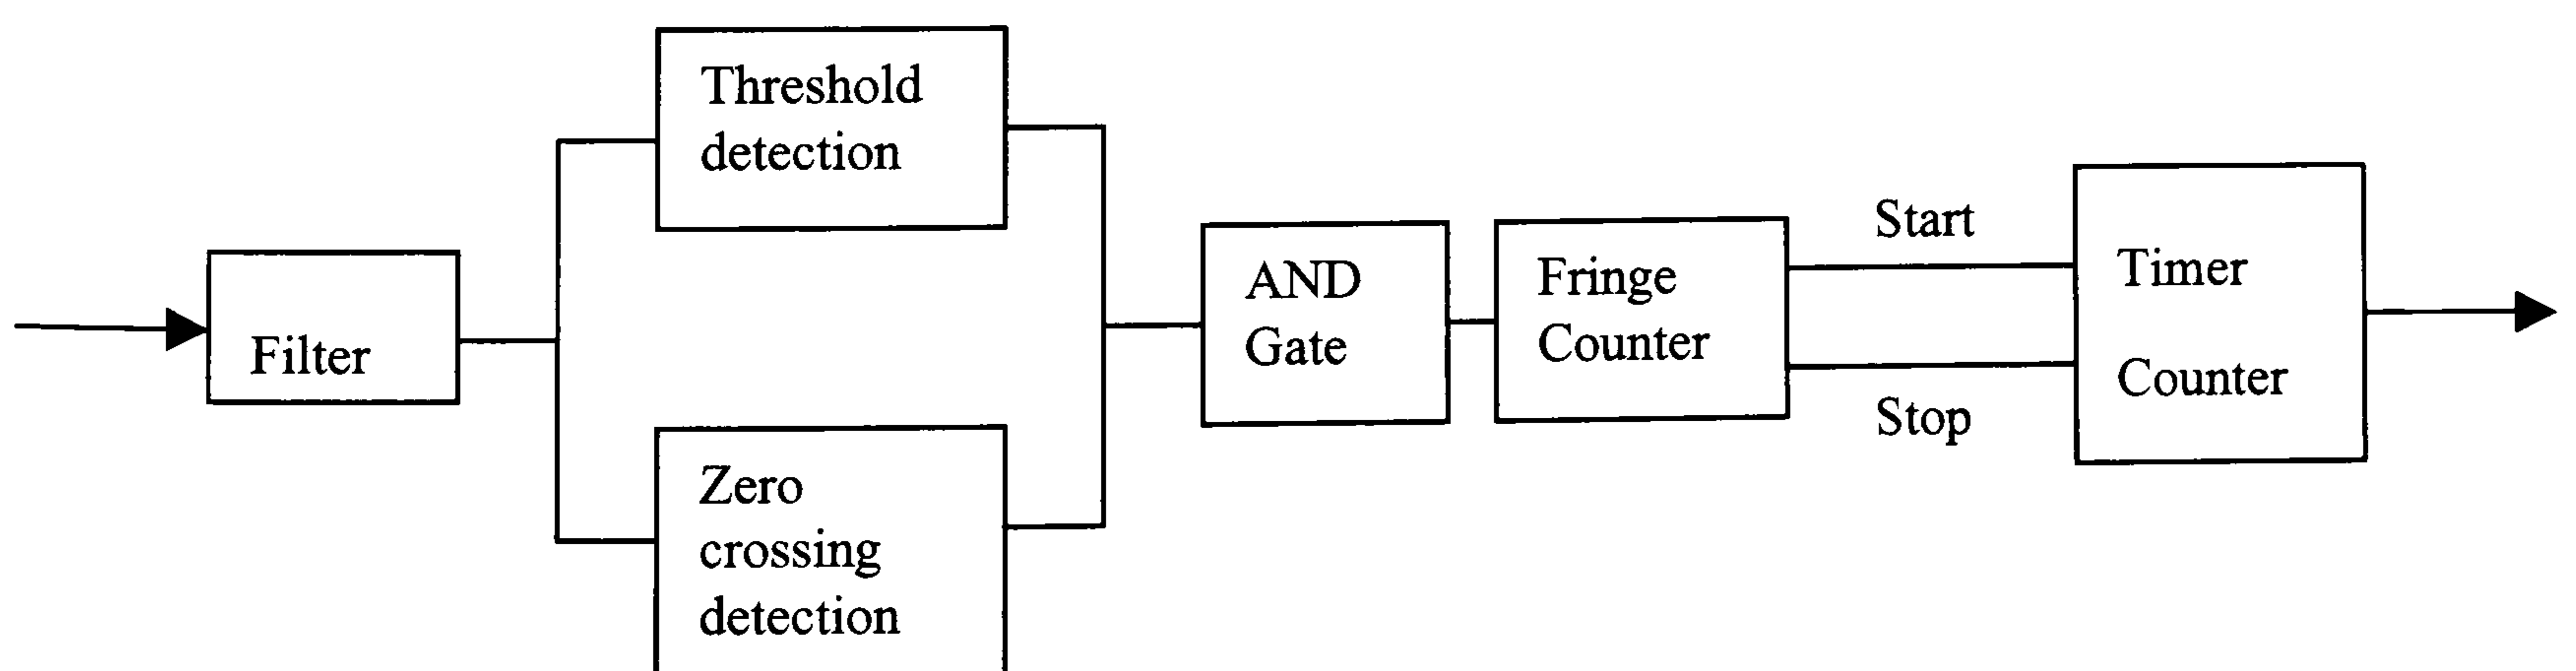 Threshold
detection
Filter
Zero
crossing
detection
AND
Gate
Fringe
Counter
Start
Stop
Timer
Counter